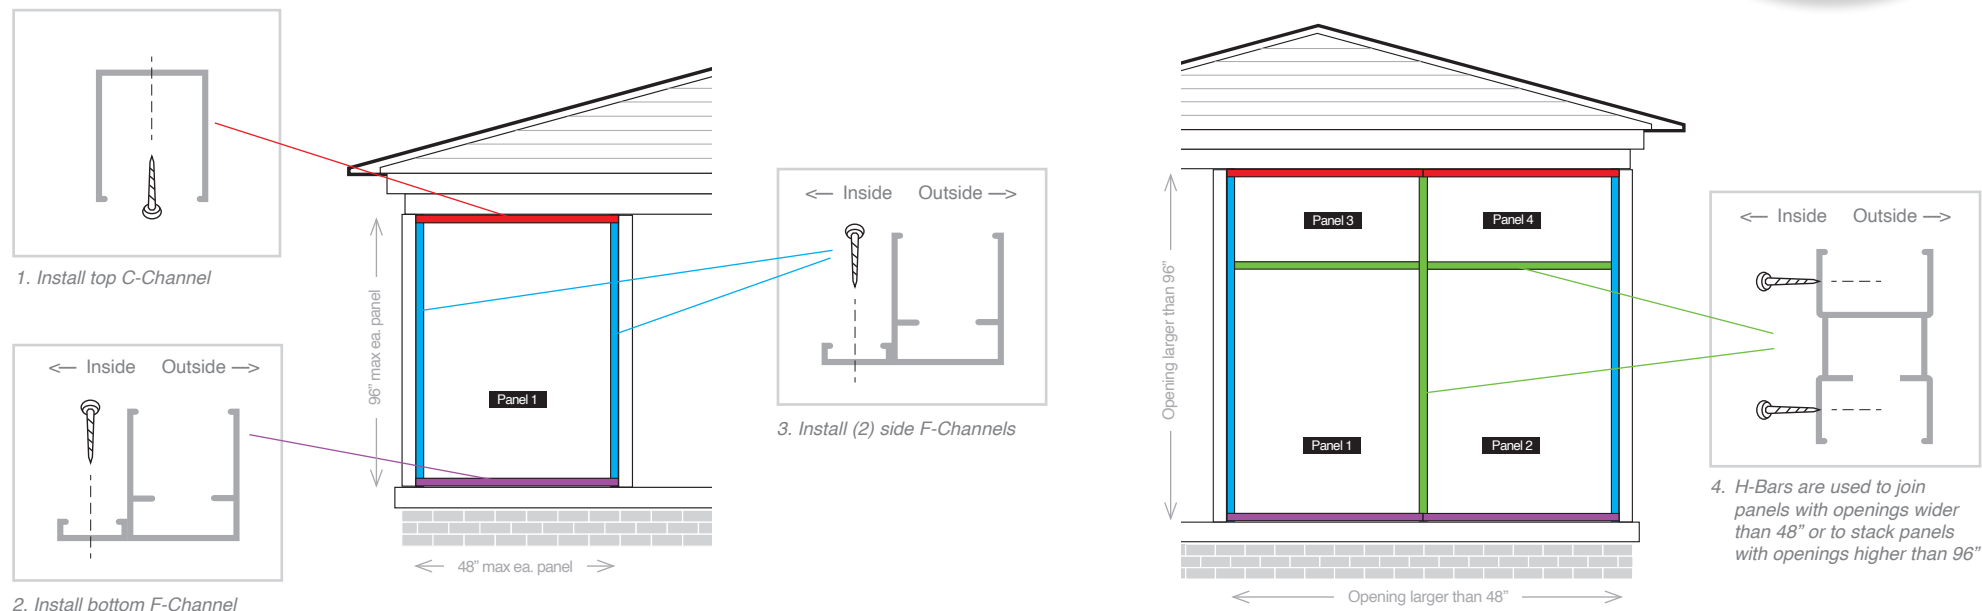 1. Install top C-Channel
<— Inside Outside —>
2. Install bottom F-Channel
96” max ea. panel
Panel 1
48” max ea. panel
<— Inside Outside —>
3. Install (2) side F-Channels
Opening larger than 96”
Panel 3
Panel 4
Panel 1
Panel 2
Opening larger than 48”
<— Inside Outside —>
4. H-Bars are used to join
panels with openings wider
than 48” or to stack panels
with openings higher than 96”